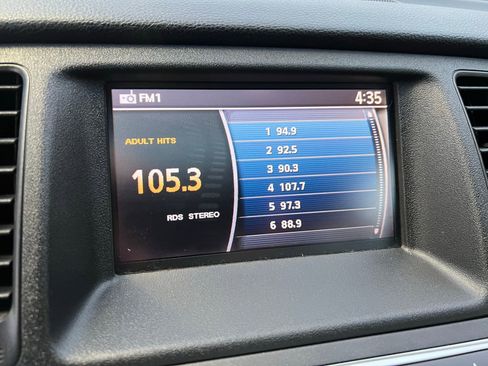 FM1 4:35
ADULT HITS
105.3
RDS STEREO
1 94.9
2 92.5
3 90.3
4 107.7
5 97.3
6 88.9